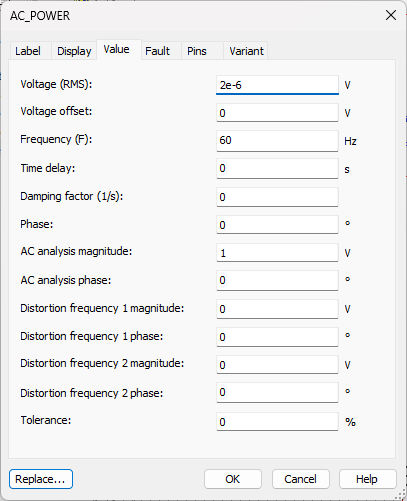 AC_POWER
Label Display Value Fault Pins Variant
Voltage (RMS): 2e-6 V
Voltage offset: 0 V
Frequency (F): 60 Hz
Time delay: 0 s
Damping factor (1/s): 0
Phase: 0 °
AC analysis magnitude: 1 V
AC analysis phase: 0 °
Distortion frequency 1 magnitude: 0 V
Distortion frequency 1 phase: 0 °
Distortion frequency 2 magnitude: 0 V
Distortion frequency 2 phase: 0 °
Tolerance: 0 %
Replace... OK Cancel Help